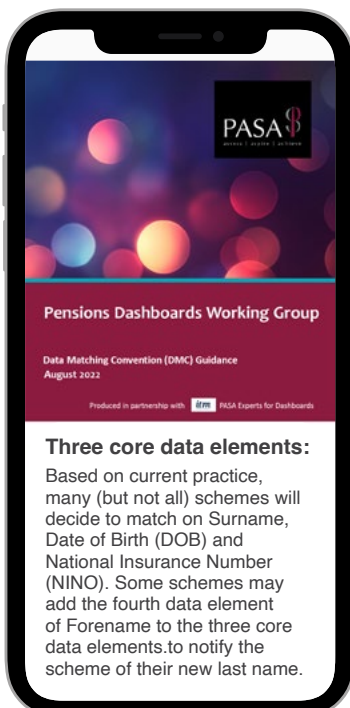 PASA
access | aspire | achieve
Pensions Dashboards Working Group
Data Matching Convention (DMC) Guidance
August 2022
Produced in partnership with itm PASA Experts for Dashboards
Three core data elements:
Based on current practice,
many (but not all) schemes will
decide to match on Surname,
Date of Birth (DOB) and
National Insurance Number
(NINO). Some schemes may
add the fourth data element
of Forename to the three core
data elements.to notify the
scheme of their new last name.